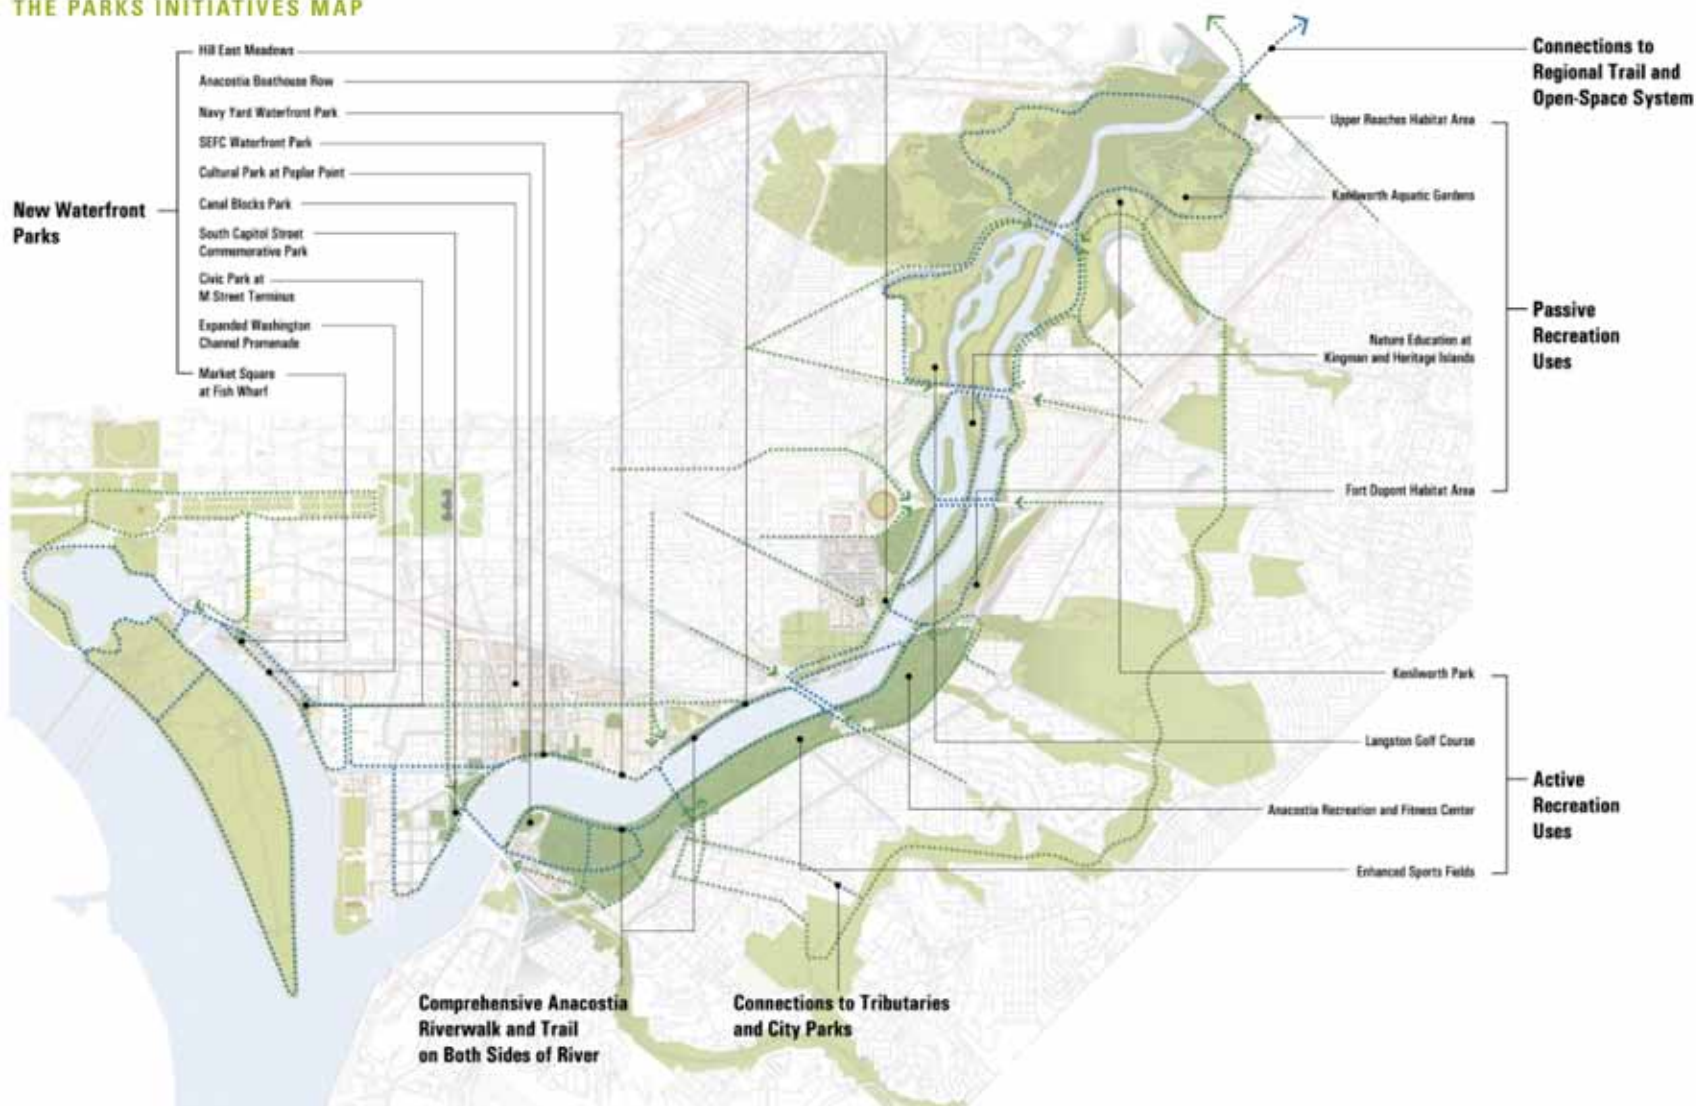 THE PARKS INITIATIVES MAP
New Waterfront
Parks
Hill East Meadows
Anacostia Boathouse Row
Navy Yard Waterfront Park
SEFC Waterfront Park
Cultural Park at Poplar Point
Canal Blocks Park
South Capitol Street
Commemorative Park
Civic Park at
M Street Terminus
Expanded Washington
Channel Promenade
Market Square
at Fish Wharf
Connections to
Regional Trail and
Open-Space System
Upper Reaches Habitat Area
Kenilworth Aquatic Gardens
Nature Education at
Kingman and Heritage Islands
Fort Dupont Habitat Area
Passive
Recreation
Uses
Kenilworth Park
Langston Golf Course
Anacostia Recreation and Fitness Center
Enhanced Sports Fields
Active
Recreation
Uses
Comprehensive Anacostia
Riverwalk and Trail
on Both Sides of River
Connections to Tributaries
and City Parks